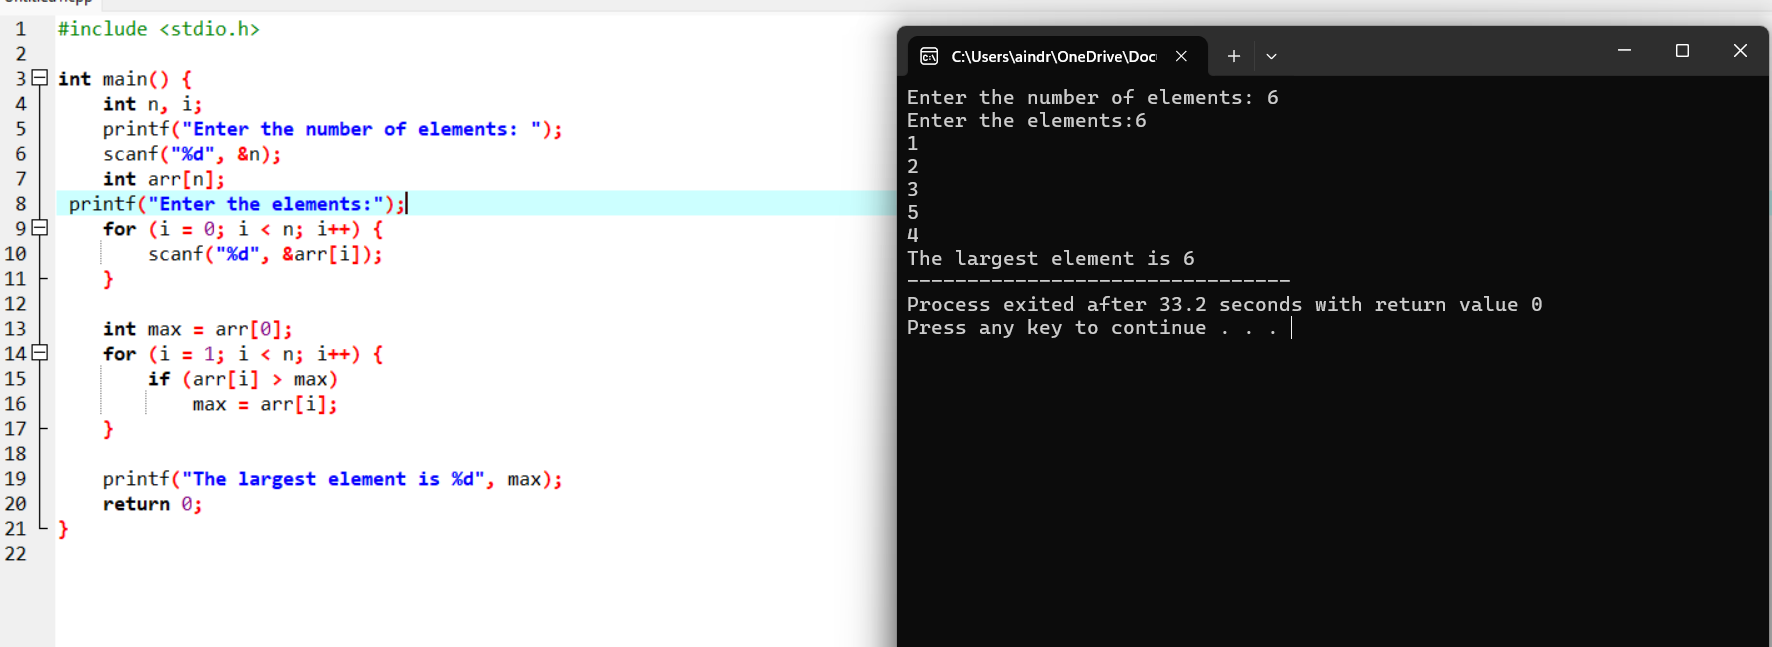 1 #include <stdio.h>
2
3 int main() {
4 int n, i;
5 printf("Enter the number of elements: ");
6 scanf("%d", &n);
7 int arr[n];
8 printf("Enter the elements:");
9 for (i = 0; i < n; i++) {
10 scanf("%d", &arr[i]);
11 }
12
13 int max = arr[0];
14 for (i = 1; i < n; i++) {
15 if (arr[i] > max)
16 max = arr[i];
17 }
18
19 printf("The largest element is %d", max);
20 return 0;
21 }
22
C:\Users\aindr\OneDrive\Doc
Enter the number of elements: 6
Enter the elements:6
1
2
3
5
4
The largest element is 6
--------------------------------
Process exited after 33.2 seconds with return value 0
Press any key to continue . . .